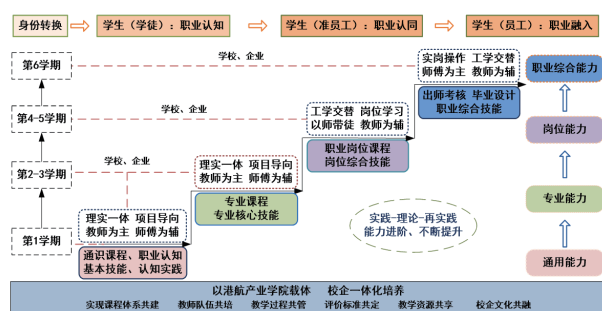 身份转换
学生（学徒）：职业认知
学生（准员工）：职业认同
学生（员工）：职业融入
第6学期
学校、企业
实岗操作 工学交替
师傅为主 教师为辅
出师考核 毕业设计
职业综合技能
职业综合能力
第4-5学期
学校、企业
工学交替 岗位学习
以师带徒 教师为辅
职业岗位课程
岗位综合技能
岗位能力
第2-3学期
学校、企业
理实一体 项目导向
教师为主 师傅为辅
专业课程
专业核心技能
专业能力
第1学期
理实一体 项目导向
教师为主 师傅为辅
通识课程、职业认知
基本技能、认知实践
实践-理论-再实践
能力进阶、不断提升
通用能力
以港航产业学院载体 校企一体化培养
实现课程体系共建 教师队伍共培 教学过程共管 评价标准共定 教学资源共享 校企文化共融